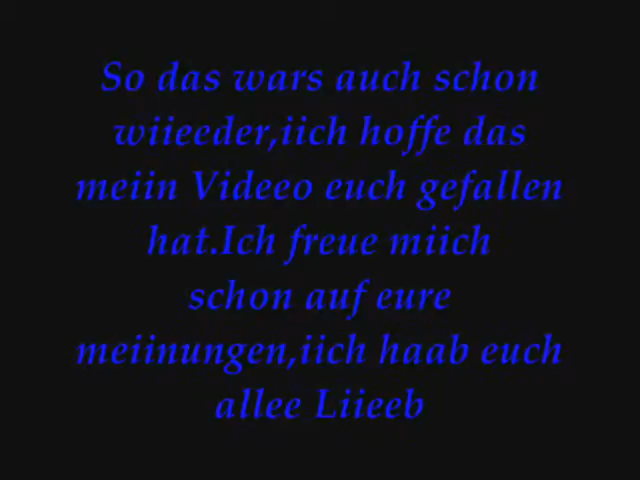 So das wars auch schon
wiieeder,iich hoffe das
meiin Videeo euch gefallen
hat.Ich freue miich
schon auf eure
meiinungen,iich haab euch
allee Liieeb